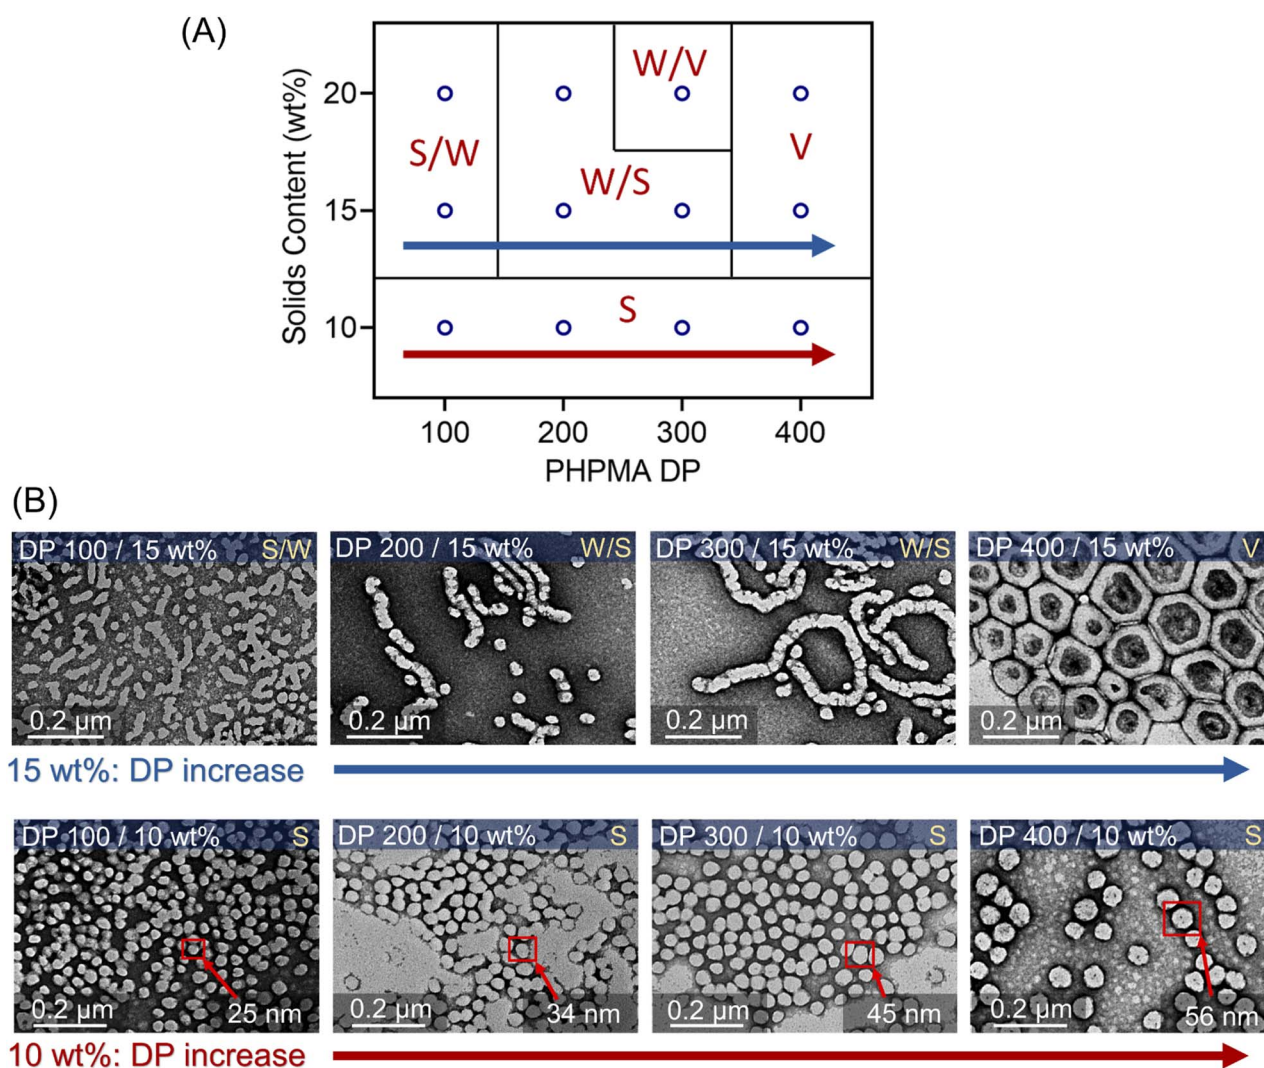 (A)
Solids Content (wt%)
20
15
10
W/V
S/W
V
W/S
S
100 200 300 400
PHPMA DP
(B)
DP 100 / 15 wt% S/W
DP 200 / 15 wt% W/S
DP 300 / 15 wt% W/S
DP 400 / 15 wt% V
0.2 µm
0.2 µm
0.2 µm
0.2 µm
15 wt%: DP increase
DP 100 / 10 wt% S
DP 200 / 10 wt% S
DP 300 / 10 wt% S
DP 400 / 10 wt% S
0.2 µm 25 nm
0.2 µm 34 nm
0.2 µm 45 nm
0.2 µm 56 nm
10 wt%: DP increase